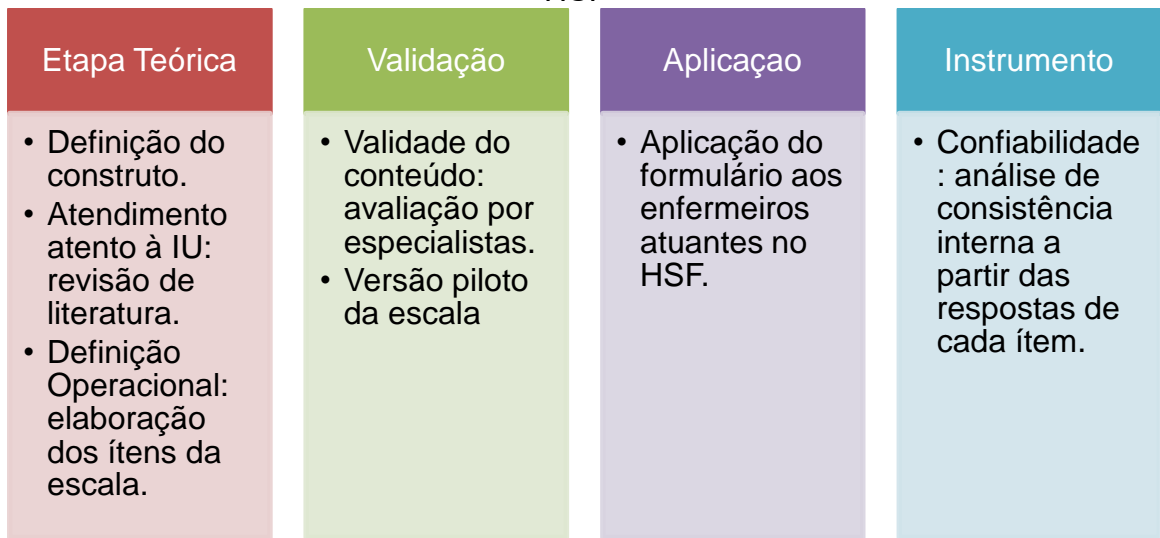 Etapa Teórica
• Definição do
construto.
• Atendimento
atento à IU:
revisão de
literatura.
• Definição
Operacional:
elaboração
dos ítens da
escala.
Validação
• Validade do
conteúdo:
avaliação por
especialistas.
• Versão piloto
da escala
Aplicaçao
• Aplicação do
formulário aos
enfermeiros
atuantes no
HSF.
Instrumento
• Confiabilidade
: análise de
consistência
interna a
partir das
respostas de
cada ítem.